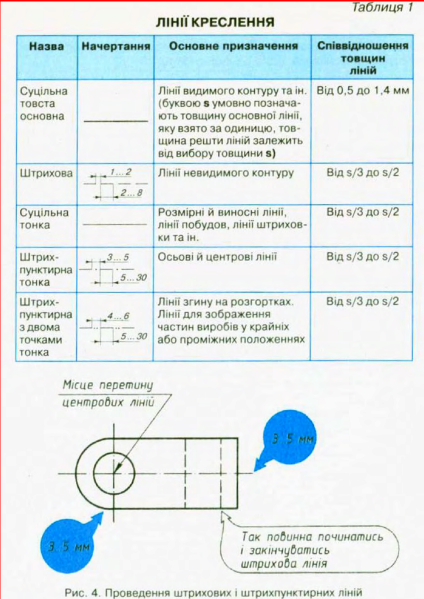 Таблиця 1
ЛІНІЇ КРЕСЛЕННЯ
Назва
Начертання
Основне призначення
Співвідношення
товщин
ліній
Суцільна
товста
основна
Лінії видимого контуру та ін.
(буквою s умовно познача-
ють товщину основної лінії,
яку взято за одиницю, тов-
щина решти ліній залежить
від вибору товщини s)
Від 0,5 до 1,4 мм
Штрихова
1...2
2...8
Лінії невидимого контуру
Від s/3 до s/2
Суцільна
тонка
Розмірні й виносні лінії,
лінії побудов, лінії штрихов-
ки та ін.
Від s/3 до s/2
Штрих-
пунктирна
тонка
3...5
5...30
Осьові й центрові лінії
Від s/3 до s/2
Штрих-
пунктирна
з двома
точками
тонка
4...6
5...30
Лінії згину на розгортках.
Лінії для зображення
частин виробів у крайніх
або проміжних положеннях
Від s/3 до s/2
Місце перетину
центрових ліній
3...5 мм
3...5 мм
Так повинна починатись
і закінчуватись
штрихова лінія
Рис. 4. Проведення штрихових і штрихпунктирних ліній